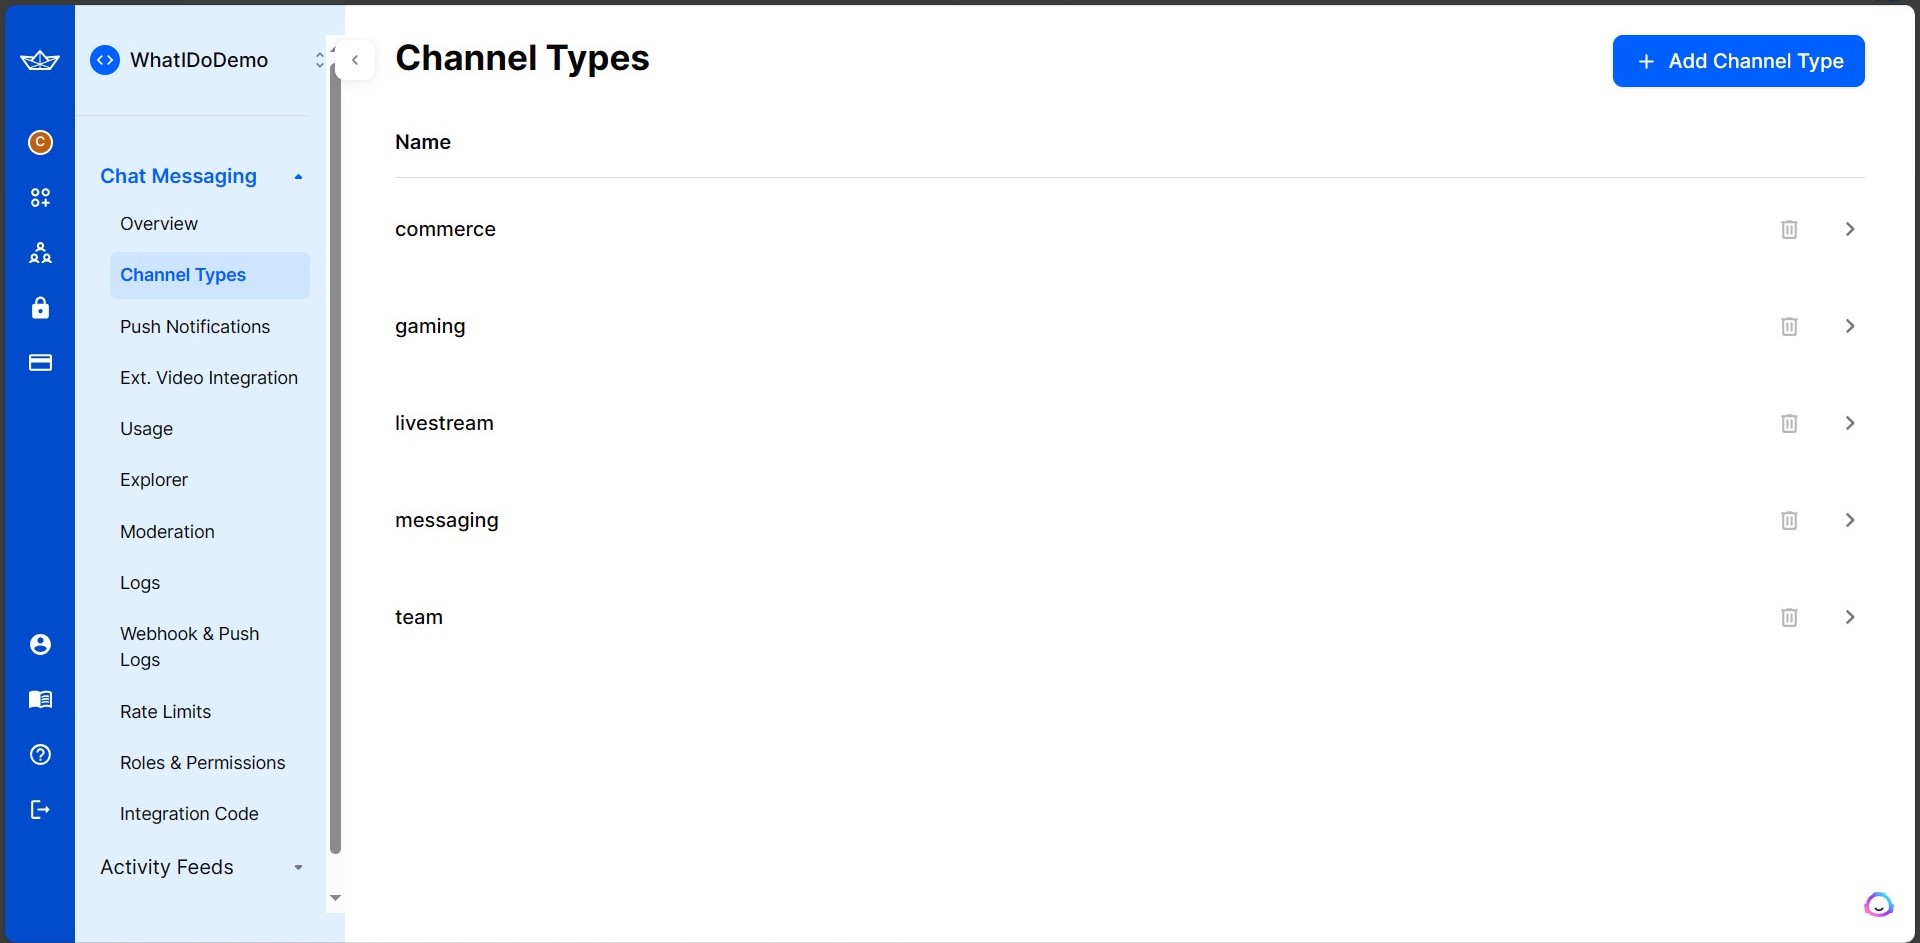 WhatIDoDemo
C
Chat Messaging
Overview
Channel Types
Push Notifications
Ext. Video Integration
Usage
Explorer
Moderation
Logs
Webhook & Push
Logs
Rate Limits
Roles & Permissions
Integration Code
Activity Feeds
Channel Types
+ Add Channel Type
Name
commerce
gaming
livestream
messaging
team